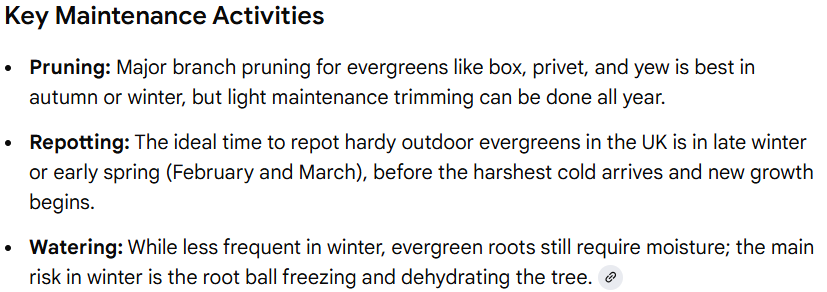 Key Maintenance Activities
• Pruning: Major branch pruning for evergreens like box, privet, and yew is best in
autumn or winter, but light maintenance trimming can be done all year.
• Repotting: The ideal time to repot hardy outdoor evergreens in the UK is in late winter
or early spring (February and March), before the harshest cold arrives and new growth
begins.
• Watering: While less frequent in winter, evergreen roots still require moisture; the main
risk in winter is the root ball freezing and dehydrating the tree.